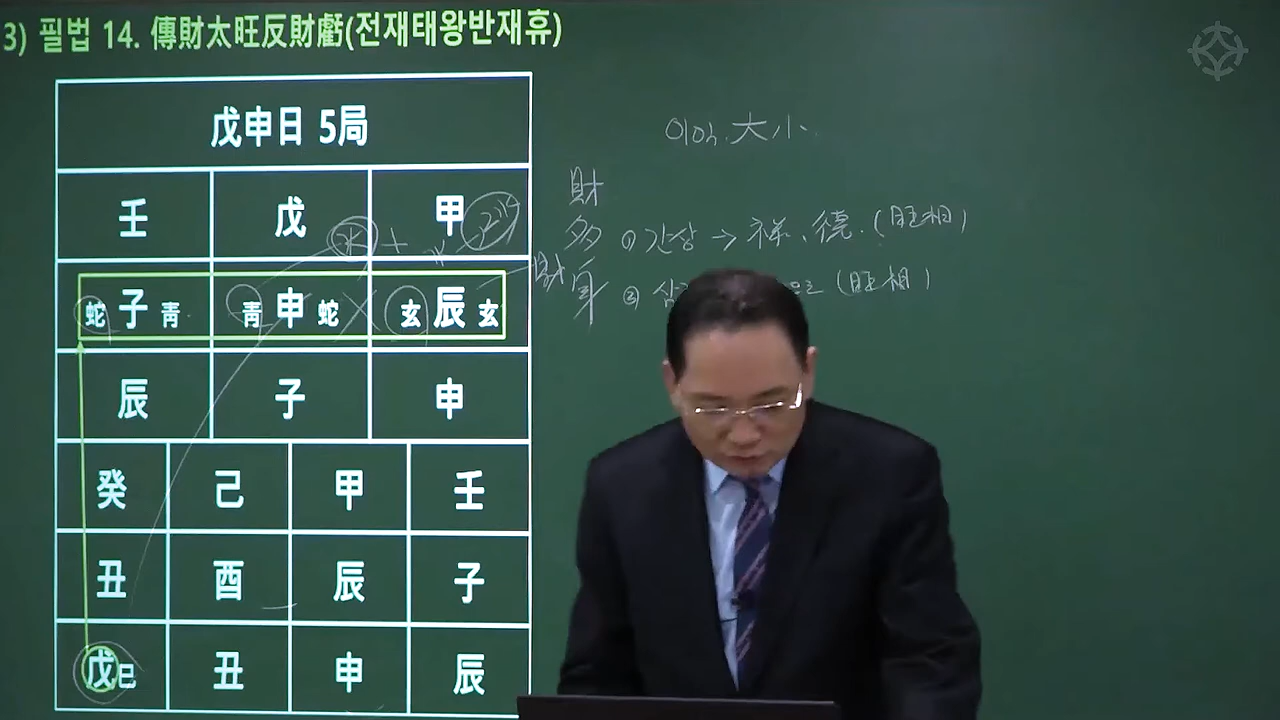 3) 필법 14. 傳財太旺反財虧(전재태왕반재휴)
戊申日 5局
壬 戊 甲
蛇 子 靑 靑 申 蛇 玄 辰 玄
辰 子 申
癸 己 甲 壬
丑 酉 辰 子
戊巳 丑 申 辰
大小
財
多 ① 간상 → 祿、德.(旺相)
身 ② (旺相)